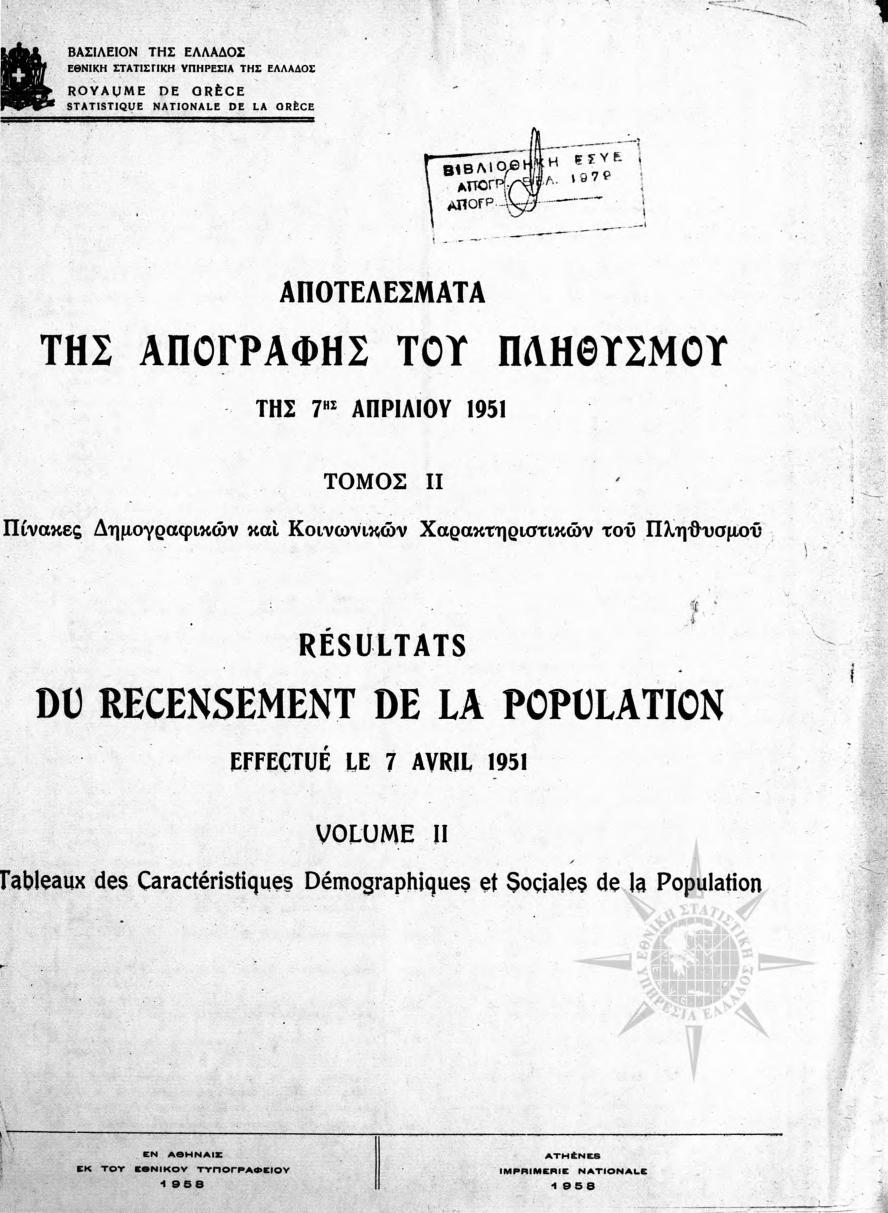 ΒΑΣΙΛΕΙΟΝ ΤΗΣ ΕΛΛΑΔΟΣ
ΕΘΝΙΚΗ ΣΤΑΤΙΣΤΙΚΗ ΥΠΗΡΕΣΙΑ ΤΗΣ ΕΛΛΑΔΟΣ
ROYAUME DE GRÈCE
STATISTIQUE NATIONALE DE LA GRÈCE
ΒΙΒΛΙΟΘΗΚΗ ΕΣΥΕ
ΑΠΟΓΡ. ΒΙΒΛ. 1979
ΑΠΟΓΡ.
ΑΠΟΤΕΛΕΣΜΑΤΑ
ΤΗΣ ΑΠΟΓΡΑΦΗΣ ΤΟΥ ΠΛΗΘΥΣΜΟΥ
ΤΗΣ 7ΗΣ ΑΠΡΙΛΙΟΥ 1951
ΤΟΜΟΣ II
Πίνακες Δημογραφικῶν καὶ Κοινωνικῶν Χαρακτηριστικῶν τοῦ Πληθυσμοῦ
RÉSULTATS
DU RECENSEMENT DE LA POPULATION
EFFECTUÉ LE 7 AVRIL 1951
VOLUME II
Tableaux des Caractéristiques Démographiques et Sociales de la Population
ΕΘΝΙΚΗ ΣΤΑΤΙΣΤΙΚΗ
ΥΠΗΡΕΣΙΑ ΕΛΛΑΔΟΣ
ΕΝ ΑΘΗΝΑΙΣ
ΕΚ ΤΟΥ ΕΘΝΙΚΟΥ ΤΥΠΟΓΡΑΦΕΙΟΥ
1958
ATHÈNES
IMPRIMERIE NATIONALE
1958